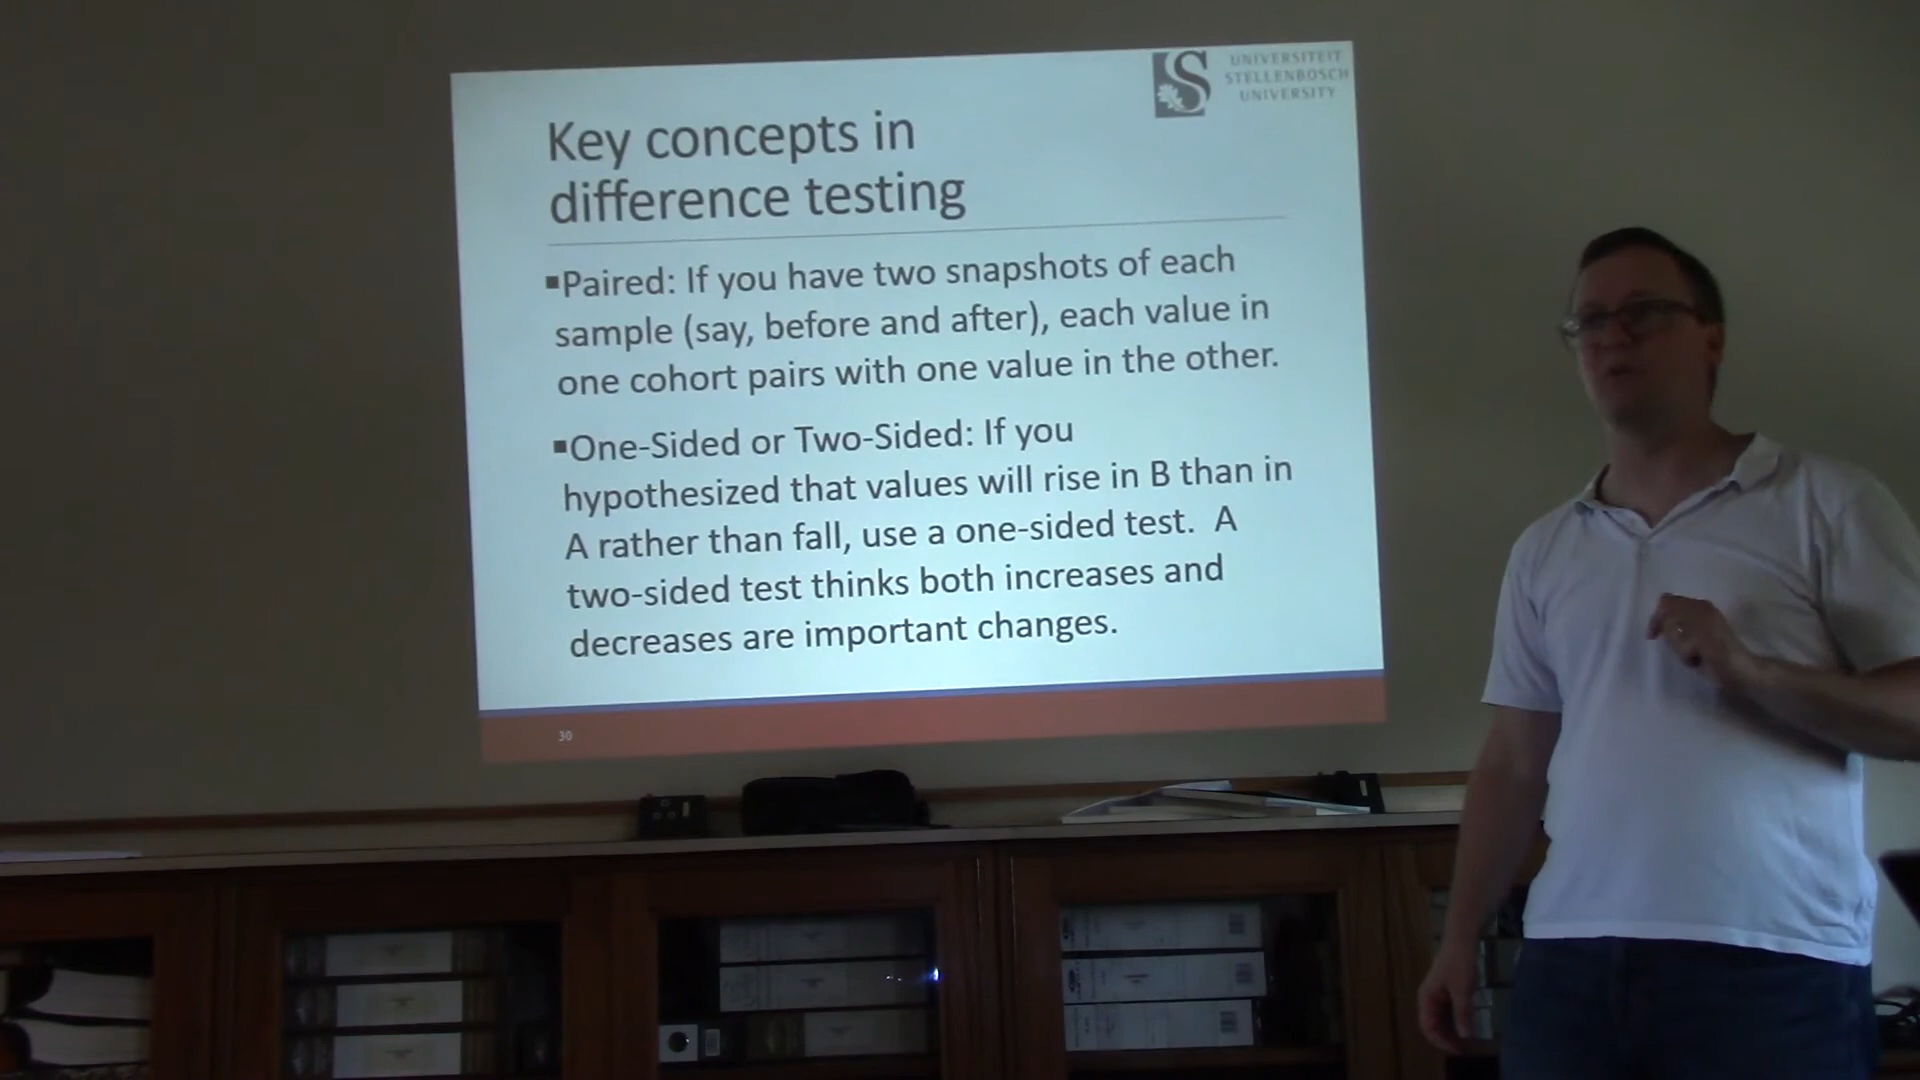 UNIVERSITEIT
STELLENBOSCH
UNIVERSITY
Key concepts in
difference testing
▪Paired: If you have two snapshots of each
sample (say, before and after), each value in
one cohort pairs with one value in the other.
▪One-Sided or Two-Sided: If you
hypothesized that values will rise in B than in
A rather than fall, use a one-sided test. A
two-sided test thinks both increases and
decreases are important changes.
30